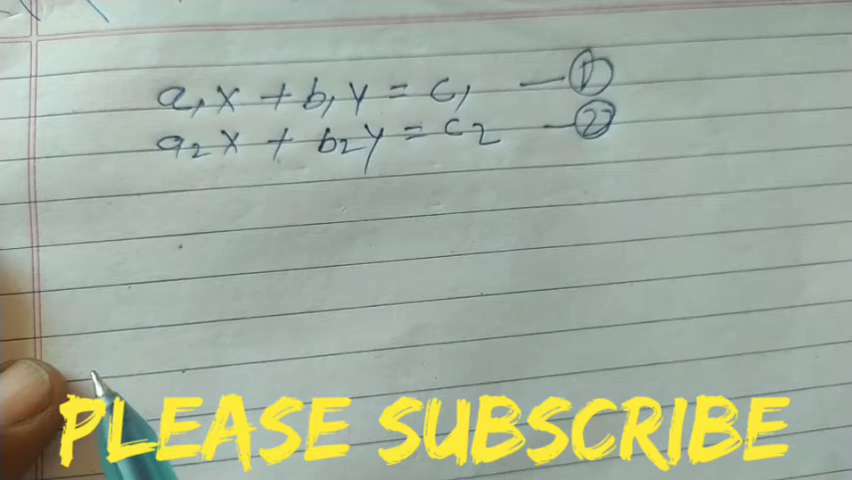 a₁x + b₁y = c₁ — ①
a₂x + b₂y = c₂ — ②
PLEASE SUBSCRIBE